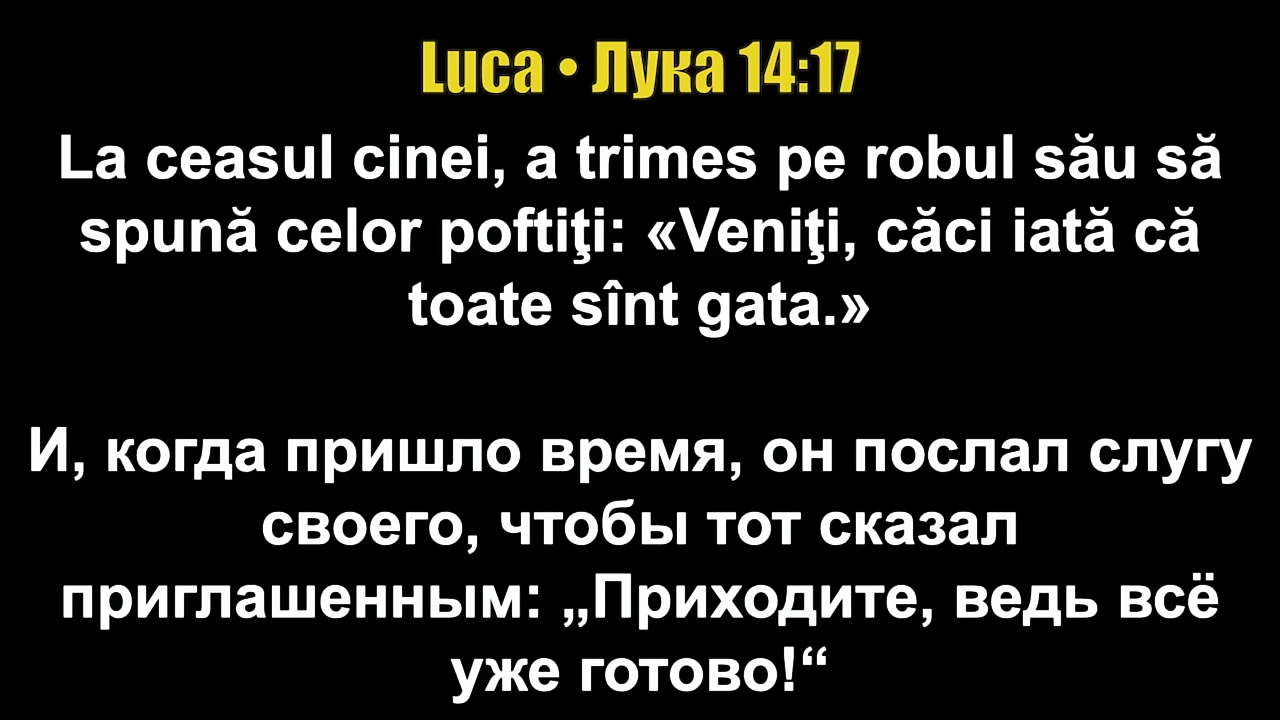 Luca • Лука 14:17
La ceasul cinei, a trimes pe robul său să
spună celor poftiţi: «Veniţi, căci iată că
toate sînt gata.»
И, когда пришло время, он послал слугу
своего, чтобы тот сказал
приглашенным: „Приходите, ведь всё
уже готово!“